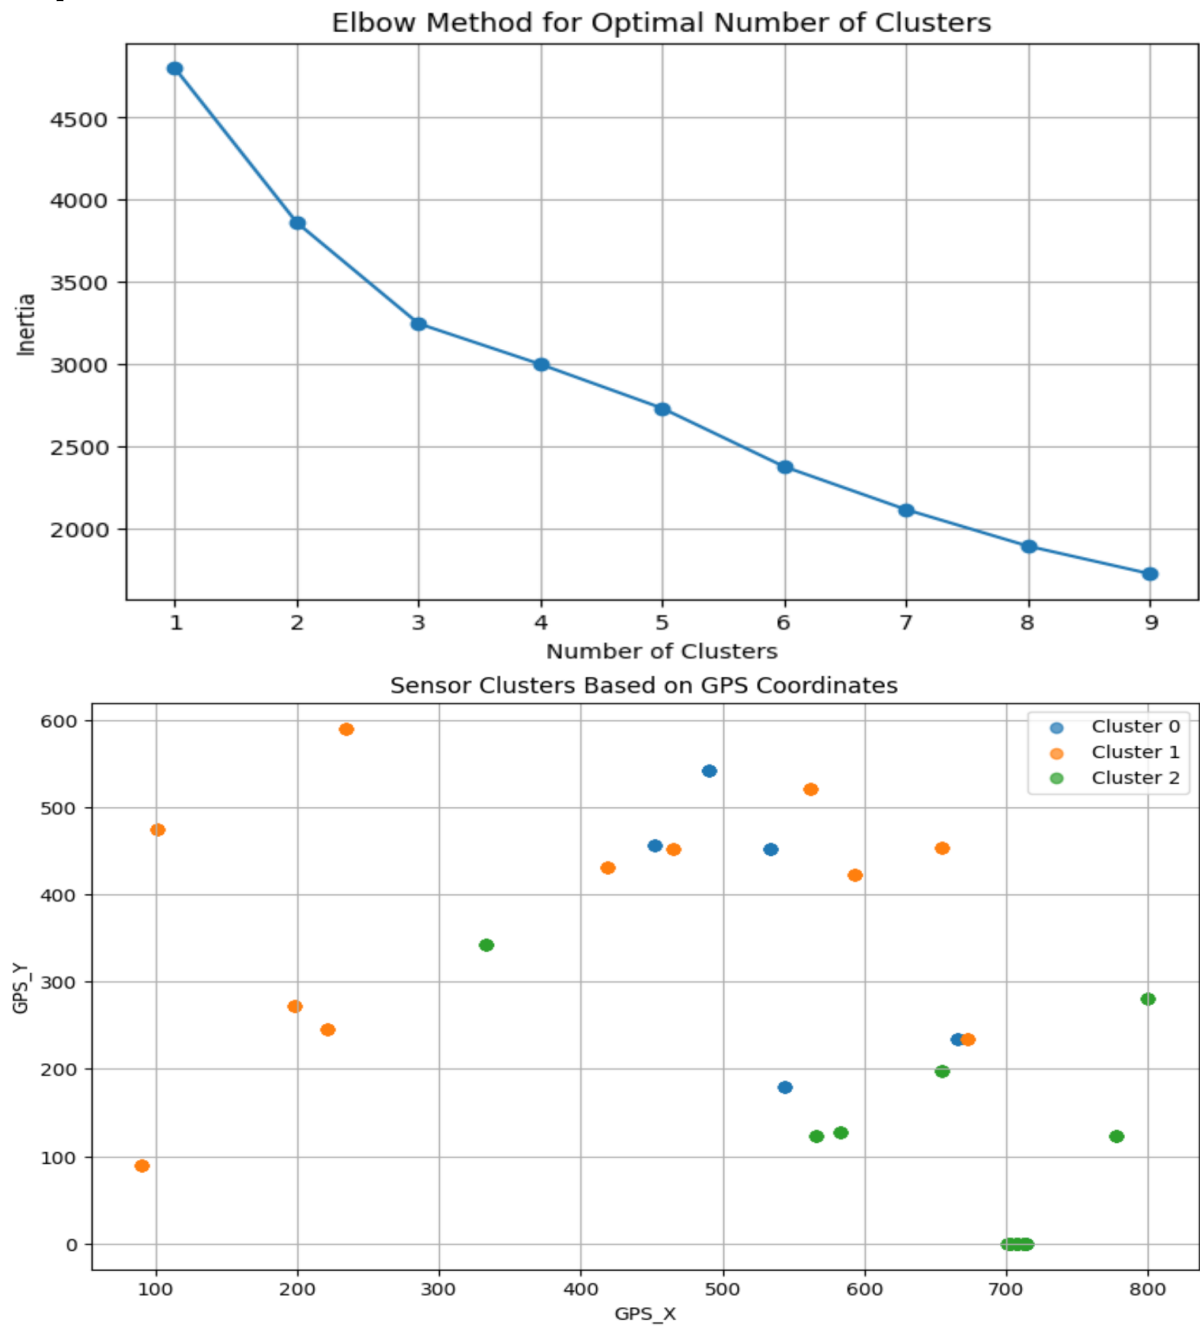 Elbow Method for Optimal Number of Clusters
4500
4000
3500
3000
2500
2000
Inertia
1 2 3 4 5 6 7 8 9
Number of Clusters
Sensor Clusters Based on GPS Coordinates
Cluster 0
Cluster 1
Cluster 2
600
500
400
300
200
100
0
GPS_Y
100 200 300 400 500 600 700 800
GPS_X